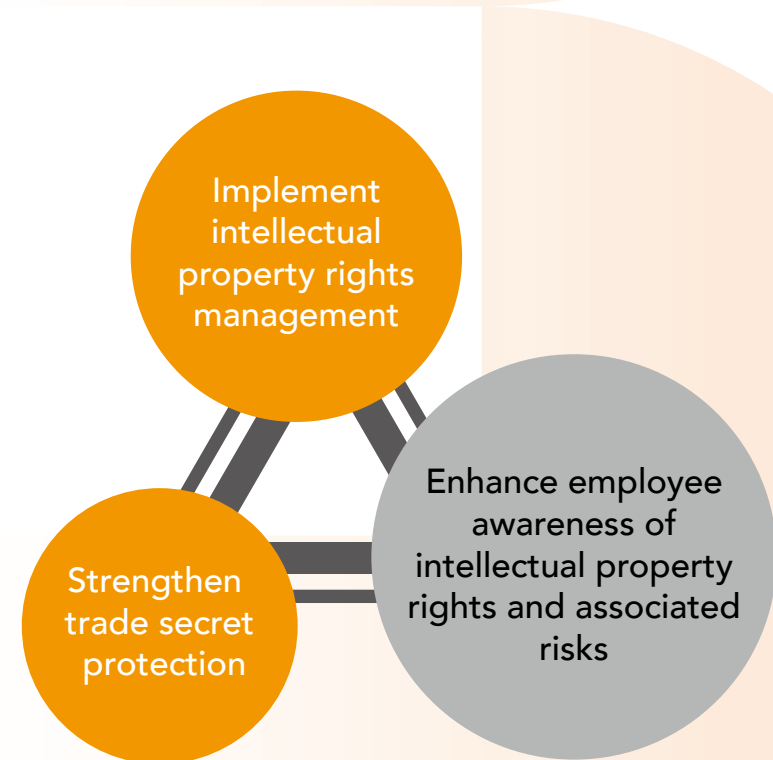 Implement
intellectual
property rights
management
Enhance employee
awareness of
intellectual property
rights and associated
risks
Strengthen
trade secret
protection